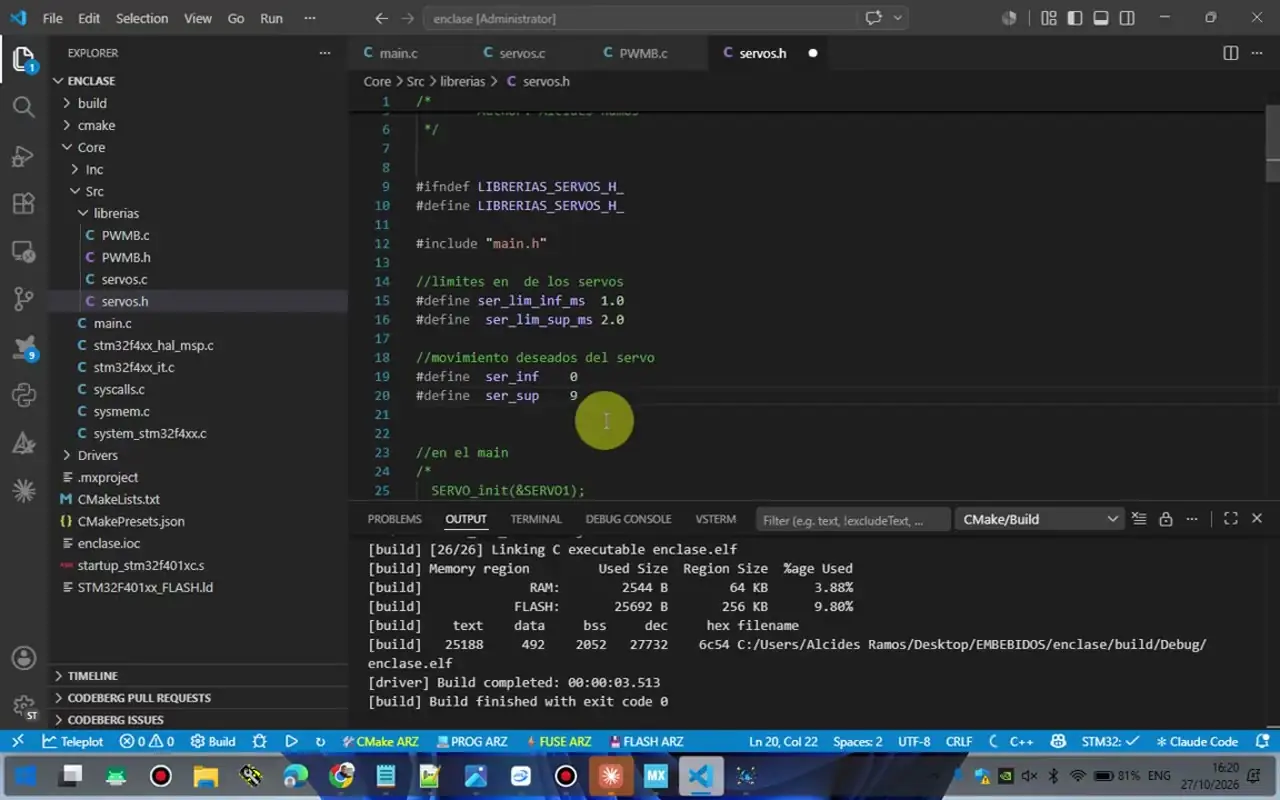 File Edit Selection View Go Run ···
enclase [Administrator]
EXPLORER
ENCLASE
build
cmake
Core
Inc
Src
librerias
PWMB.c
PWMB.h
servos.c
servos.h
main.c
stm32f4xx_hal_msp.c
stm32f4xx_it.c
syscalls.c
sysmem.c
system_stm32f4xx.c
Drivers
.mxproject
CMakeLists.txt
CMakePresets.json
enclase.ioc
startup_stm32f401xc.s
STM32F401XX_FLASH.ld
TIMELINE
CODEBERG PULL REQUESTS
CODEBERG ISSUES
1
9
ST
C main.c C servos.c C PWMB.c C servos.h
Core > Src > librerias > C servos.h
1 /*
Author: Alcides Ramos
6 */
7
8
9 #ifndef LIBRERIAS_SERVOS_H_
10 #define LIBRERIAS_SERVOS_H_
11
12 #include "main.h"
13
14 //limites en  de los servos
15 #define ser_lim_inf_ms  1.0
16 #define  ser_lim_sup_ms 2.0
17
18 //movimiento deseados del servo
19 #define  ser_inf    0
20 #define  ser_sup    9
21
22
23 //en el main
24 /*
25 SERVO_init(&SERVO1);
PROBLEMS OUTPUT TERMINAL DEBUG CONSOLE VSTERM Filter (e.g. text, !excludeText, ... CMake/Build
[build] [26/26] Linking C executable enclase.elf
[build] Memory region         Used Size  Region Size  %age Used
[build]              RAM:        2544 B        64 KB      3.88%
[build]            FLASH:       25692 B       256 KB      9.80%
[build]    text    data     bss     dec     hex filename
[build]   25188     492    2052   27732    6c54 C:/Users/Alcides Ramos/Desktop/EMBEBIDOS/enclase/build/Debug/
enclase.elf
[driver] Build completed: 00:00:03.513
[build] Build finished with exit code 0
Teleplot 0 0 Build CMake ARZ PROG ARZ FUSE ARZ FLASH ARZ Ln 20, Col 22 Spaces: 2 UTF-8 CRLF C++ STM32: Claude Code
MX 81% ENG 16:20
27/10/2026